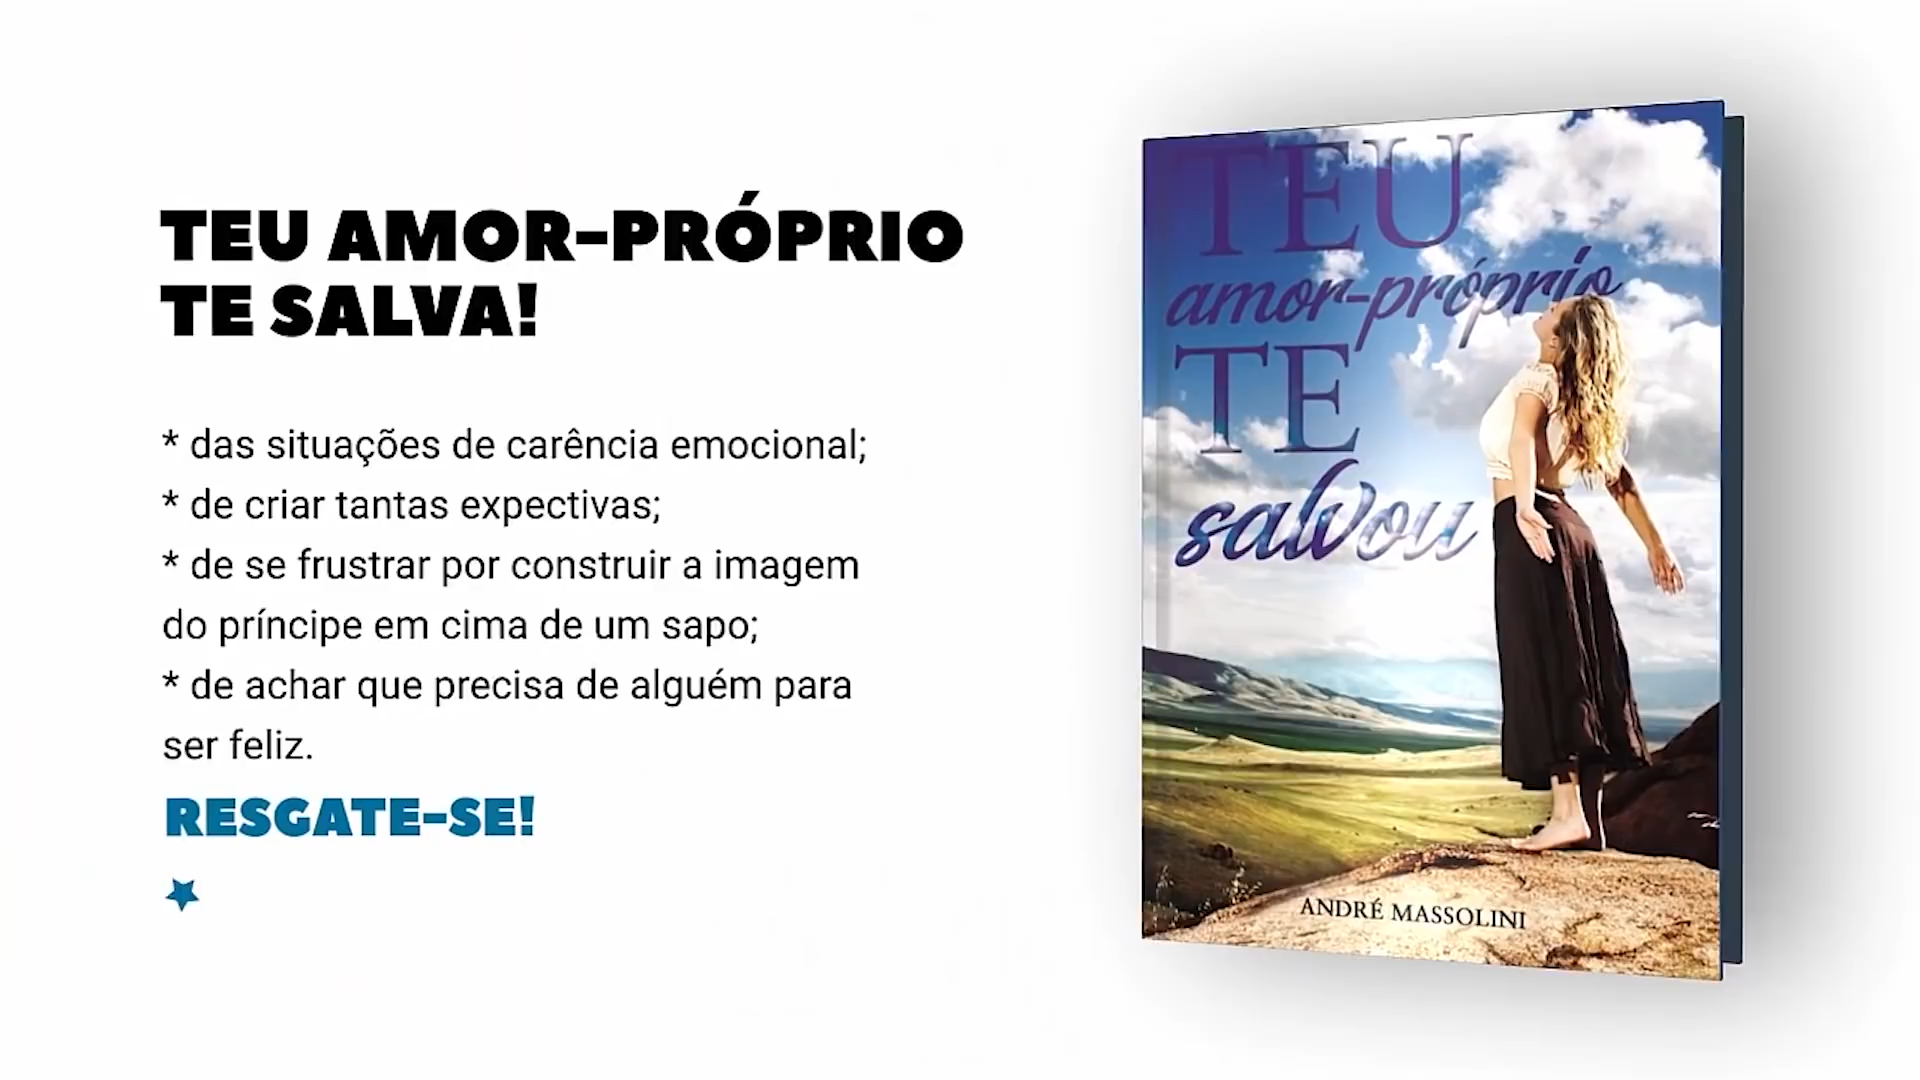 TEU AMOR-PRÓPRIO
TE SALVA!
* das situações de carência emocional;
* de criar tantas expectivas;
* de se frustrar por construir a imagem
do príncipe em cima de um sapo;
* de achar que precisa de alguém para
ser feliz.
RESGATE-SE!
TEU
amor-próprio
TE
salvou
ANDRÉ MASSOLINI